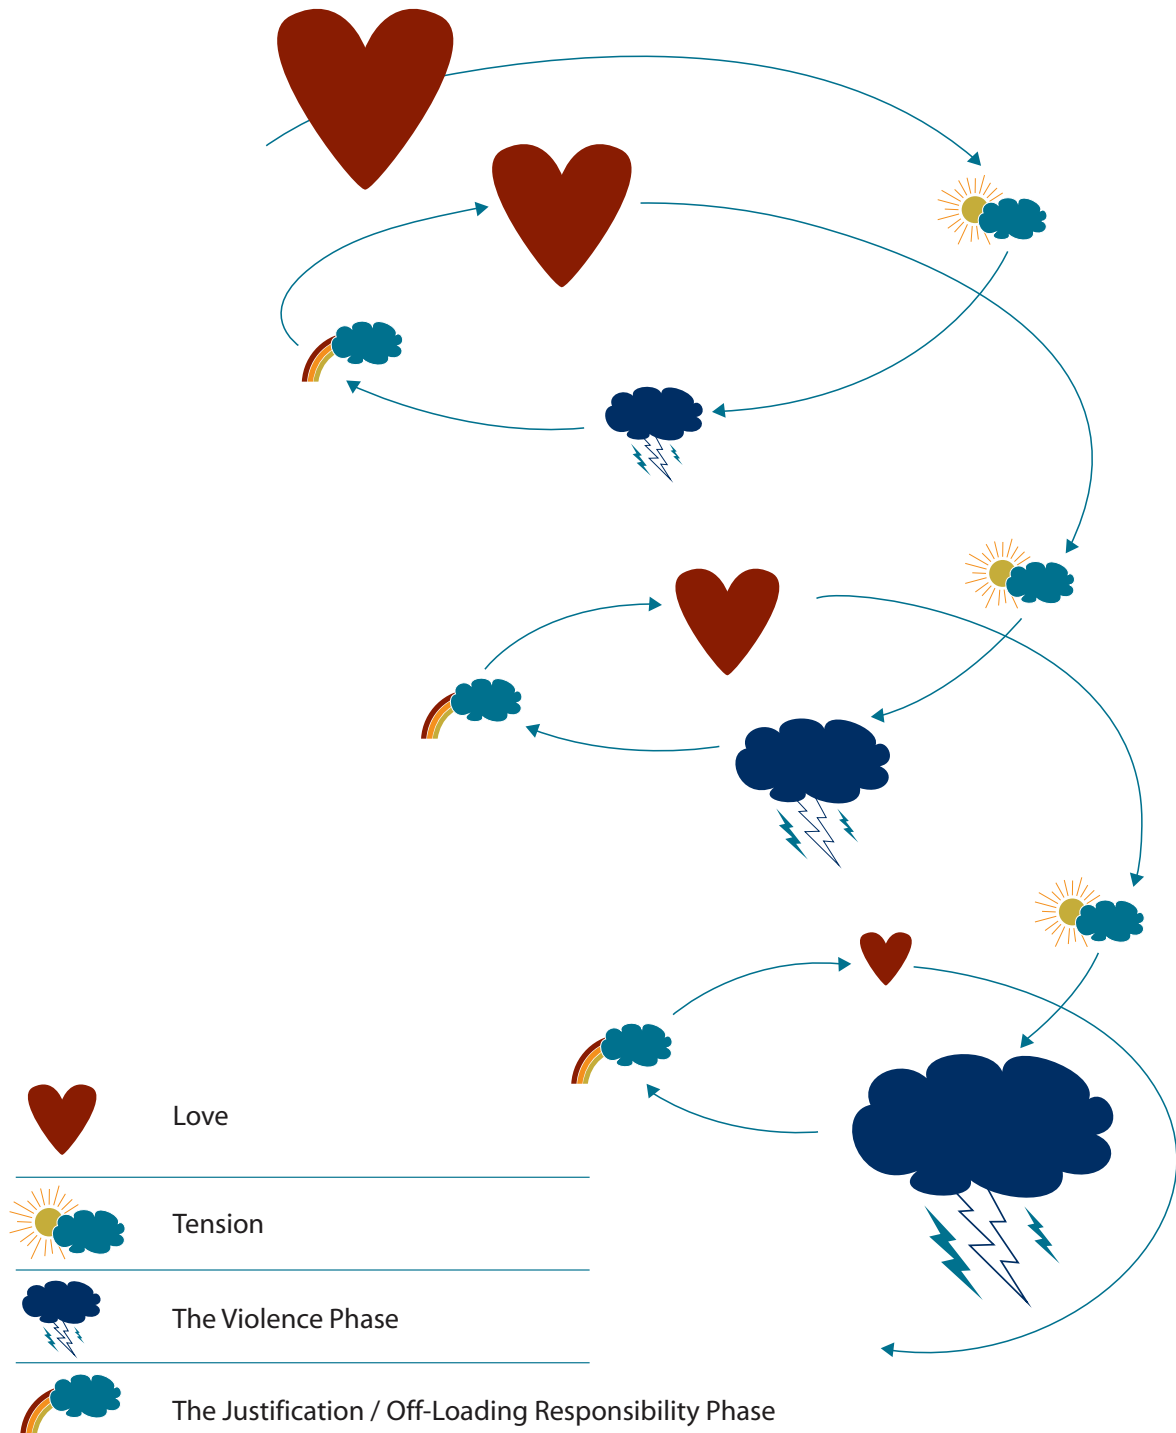 Love
Tension
The Violence Phase
The Justification / Off-Loading Responsibility Phase